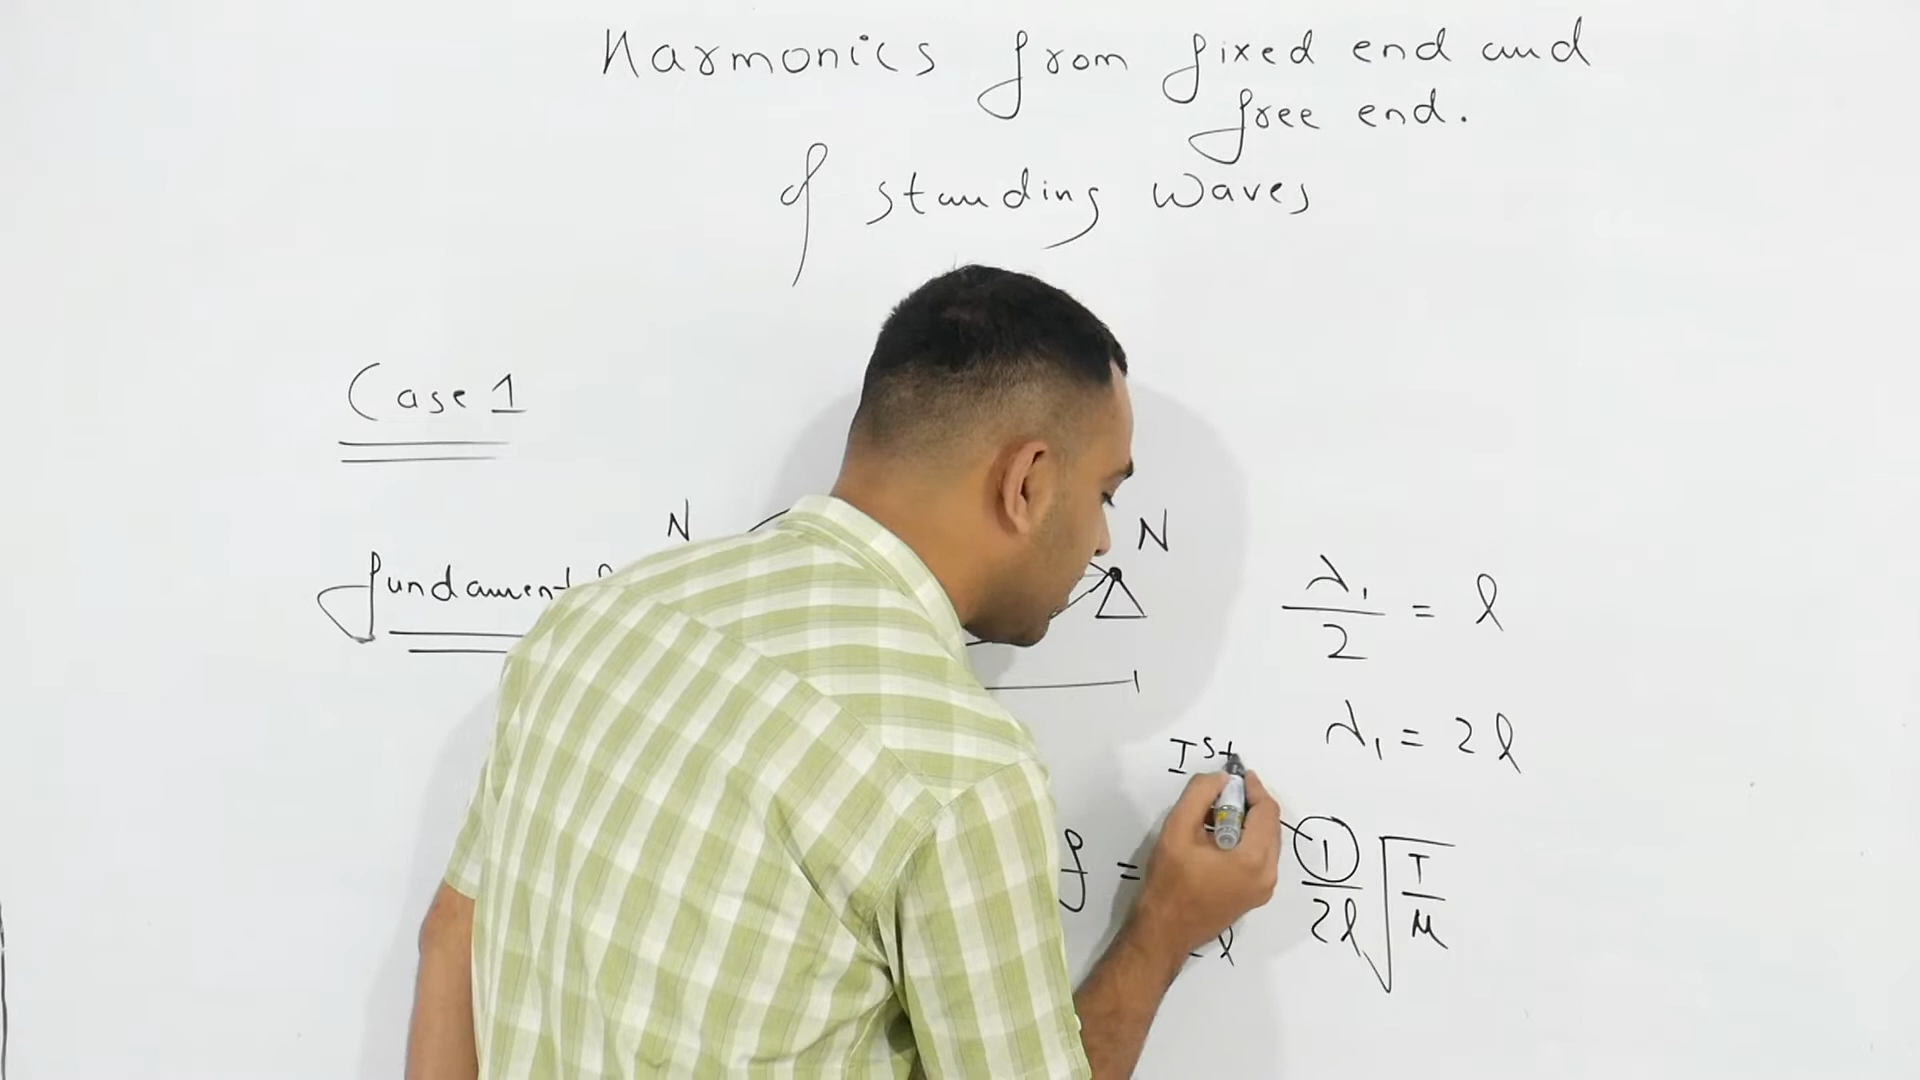 Harmonics from fixed end and
free end.
of standing waves
Case 1
N
N
λ₁/2 = l
λ₁ = 2l
Ist
f =
l
1/2l √T/μ